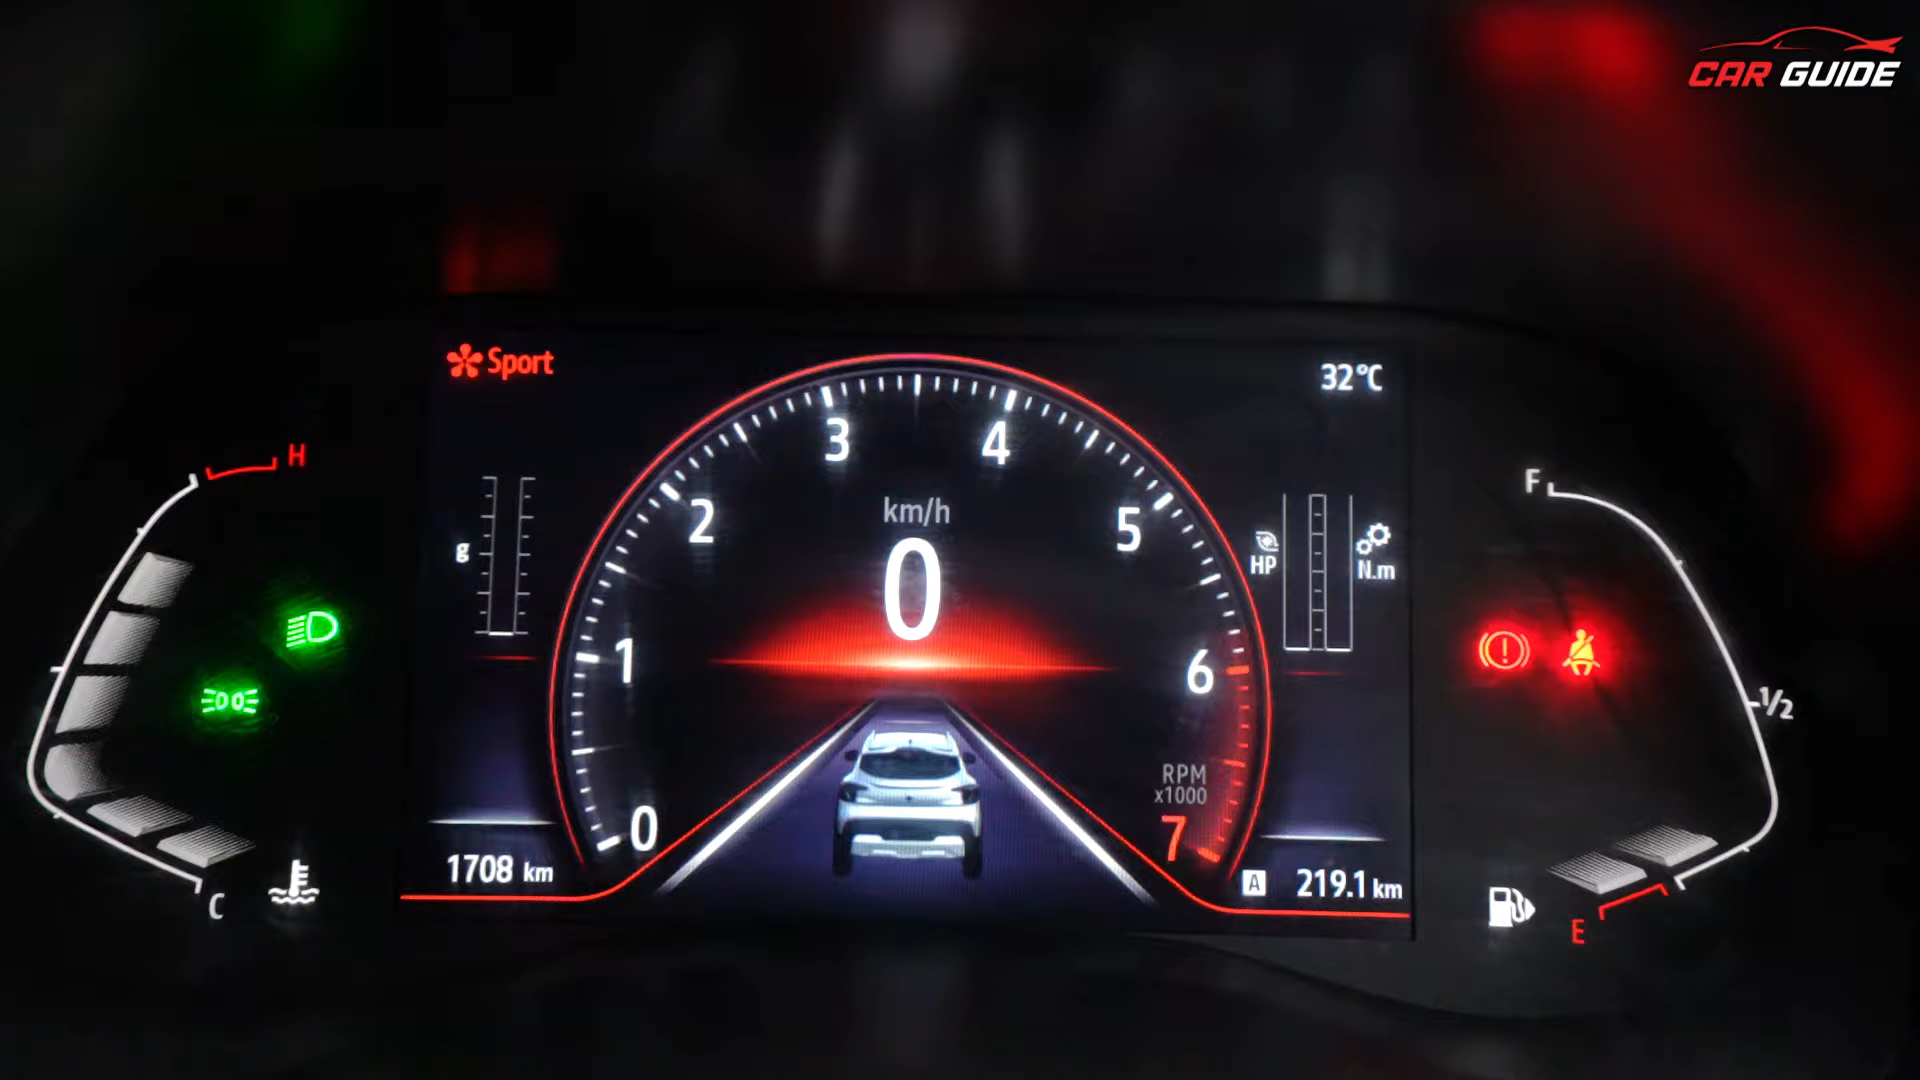 CAR GUIDE
Sport
32°C
H
3
4
F
2
km/h
5
g
0
HP
N.m
1
6
1/2
RPM
x1000
0
7
1708 km
A 219.1 km
C
E